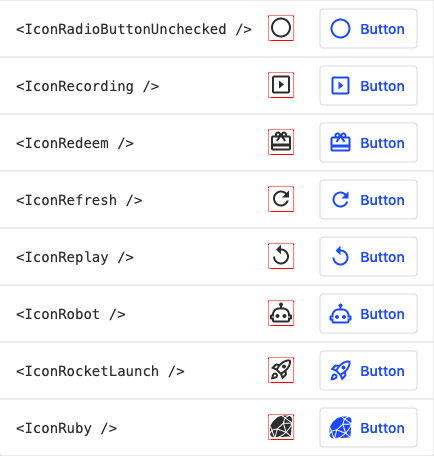 <IconRadioButtonUnchecked /> Button
<IconRecording /> Button
<IconRedeem /> Button
<IconRefresh /> Button
<IconReplay /> Button
<IconRobot /> Button
<IconRocketLaunch /> Button
<IconRuby /> Button